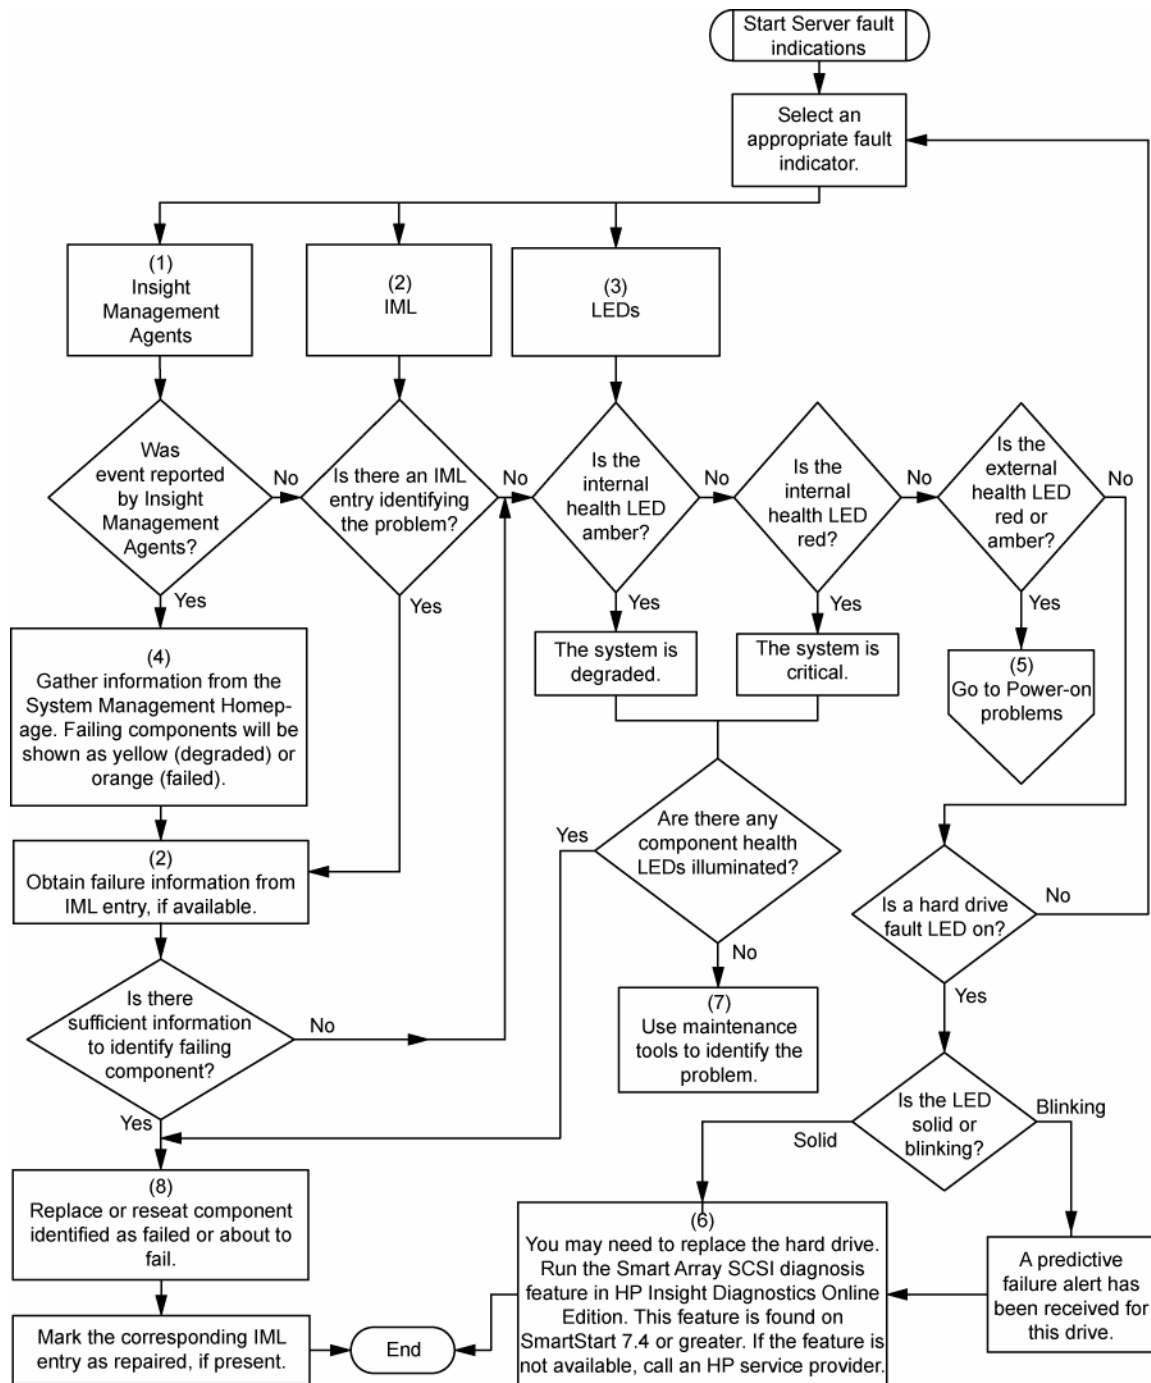 Start Server fault
indications
Select an
appropriate fault
indicator.
(1)
Insight
Management
Agents
(2)
IML
(3)
LEDs
Was
event reported
by Insight
Management
Agents?
No
Yes
Is there an IML
entry identifying
the problem?
No
Yes
Is the
internal
health LED
amber?
No
Yes
Is the
internal
health LED
red?
No
Yes
Is the
external
health LED
red or
amber?
No
Yes
(4)
Gather information from the
System Management Homep-
age. Failing components will be
shown as yellow (degraded) or
orange (failed).
The system is
degraded.
The system is
critical.
(5)
Go to Power-on
problems
(2)
Obtain failure information from
IML entry, if available.
Are there any
component health
LEDs illuminated?
Yes
No
Is a hard drive
fault LED on?
No
Yes
Is there
sufficient information
to identify failing
component?
No
Yes
(7)
Use maintenance
tools to identify the
problem.
Is the LED
solid or
blinking?
Solid
Blinking
(8)
Replace or reseat component
identified as failed or about to
fail.
(6)
You may need to replace the hard drive.
Run the Smart Array SCSI diagnosis
feature in HP Insight Diagnostics Online
Edition. This feature is found on
SmartStart 7.4 or greater. If the feature is
not available, call an HP service provider.
A predictive
failure alert has
been received for
this drive.
Mark the corresponding IML
entry as repaired, if present.
End